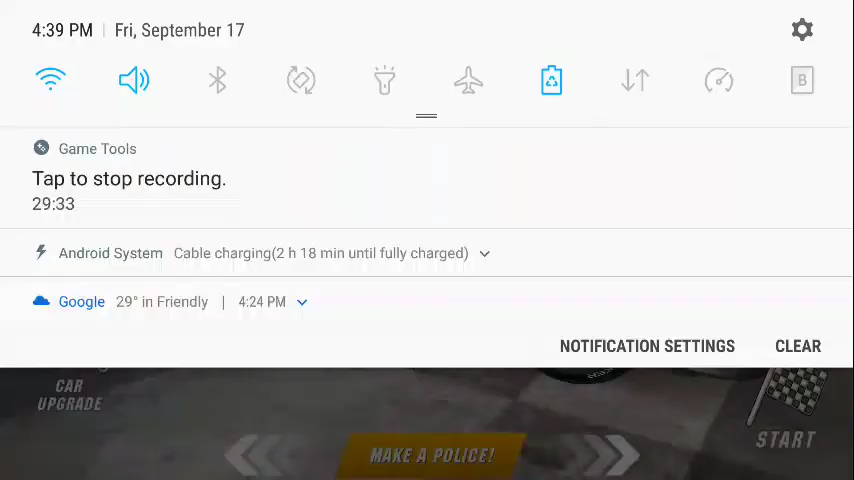 4:39 PM | Fri, September 17
B
Game Tools
Tap to stop recording.
29:33
Android System Cable charging(2 h 18 min until fully charged)
Google 29° in Friendly | 4:24 PM
NOTIFICATION SETTINGS CLEAR
CAR
UPGRADE
MAKE A POLICE!
START